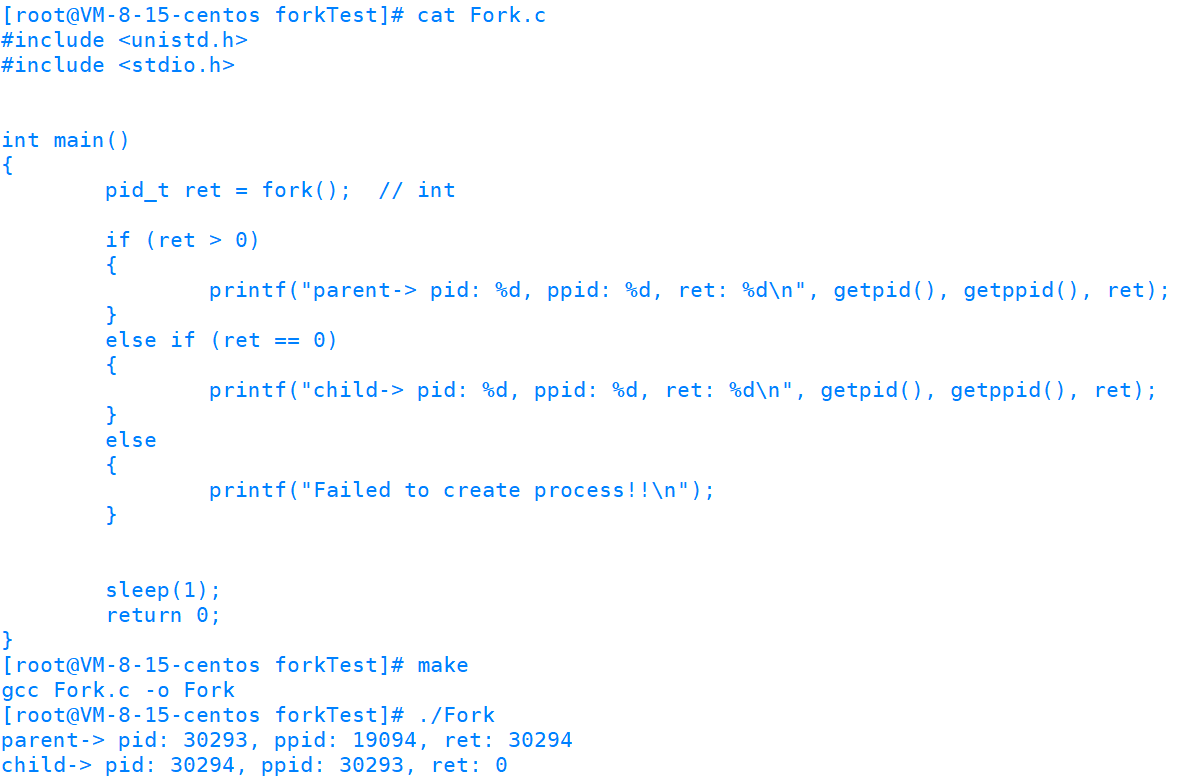 [root@VM-8-15-centos forkTest]# cat Fork.c
#include <unistd.h>
#include <stdio.h>
int main()
{
        pid_t ret = fork();  // int
        if (ret > 0)
        {
                printf("parent-> pid: %d, ppid: %d, ret: %d\n", getpid(), getppid(), ret);
        }
        else if (ret == 0)
        {
                printf("child-> pid: %d, ppid: %d, ret: %d\n", getpid(), getppid(), ret);
        }
        else
        {
                printf("Failed to create process!!\n");
        }
        sleep(1);
        return 0;
}
[root@VM-8-15-centos forkTest]# make
gcc Fork.c -o Fork
[root@VM-8-15-centos forkTest]# ./Fork
parent-> pid: 30293, ppid: 19094, ret: 30294
child-> pid: 30294, ppid: 30293, ret: 0